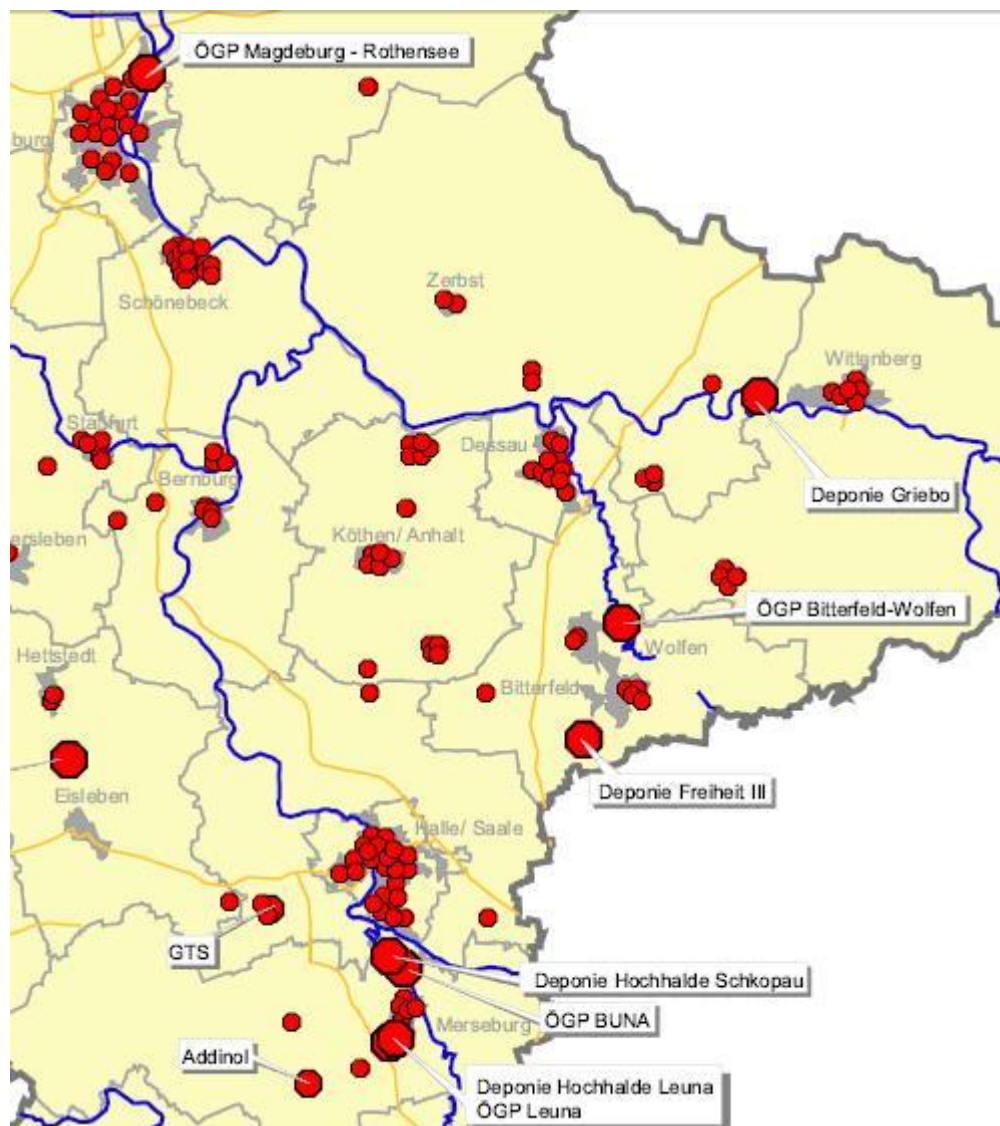 ÖGP Magdeburg - Rothensee
burg
Schönebeck
Zerbst
Wittenberg
Staßfurt
Dessau
Bernburg
Deponie Griebo
ersleben
Köthen/ Anhalt
ÖGP Bitterfeld-Wolfen
Hettstedt
Wolfen
Bitterfeld
Deponie Freiheit III
Eisleben
Halle/ Saale
GTS
Deponie Hochhalde Schkopau
ÖGP BUNA
Merseburg
Addinol
Deponie Hochhalde Leuna
ÖGP Leuna